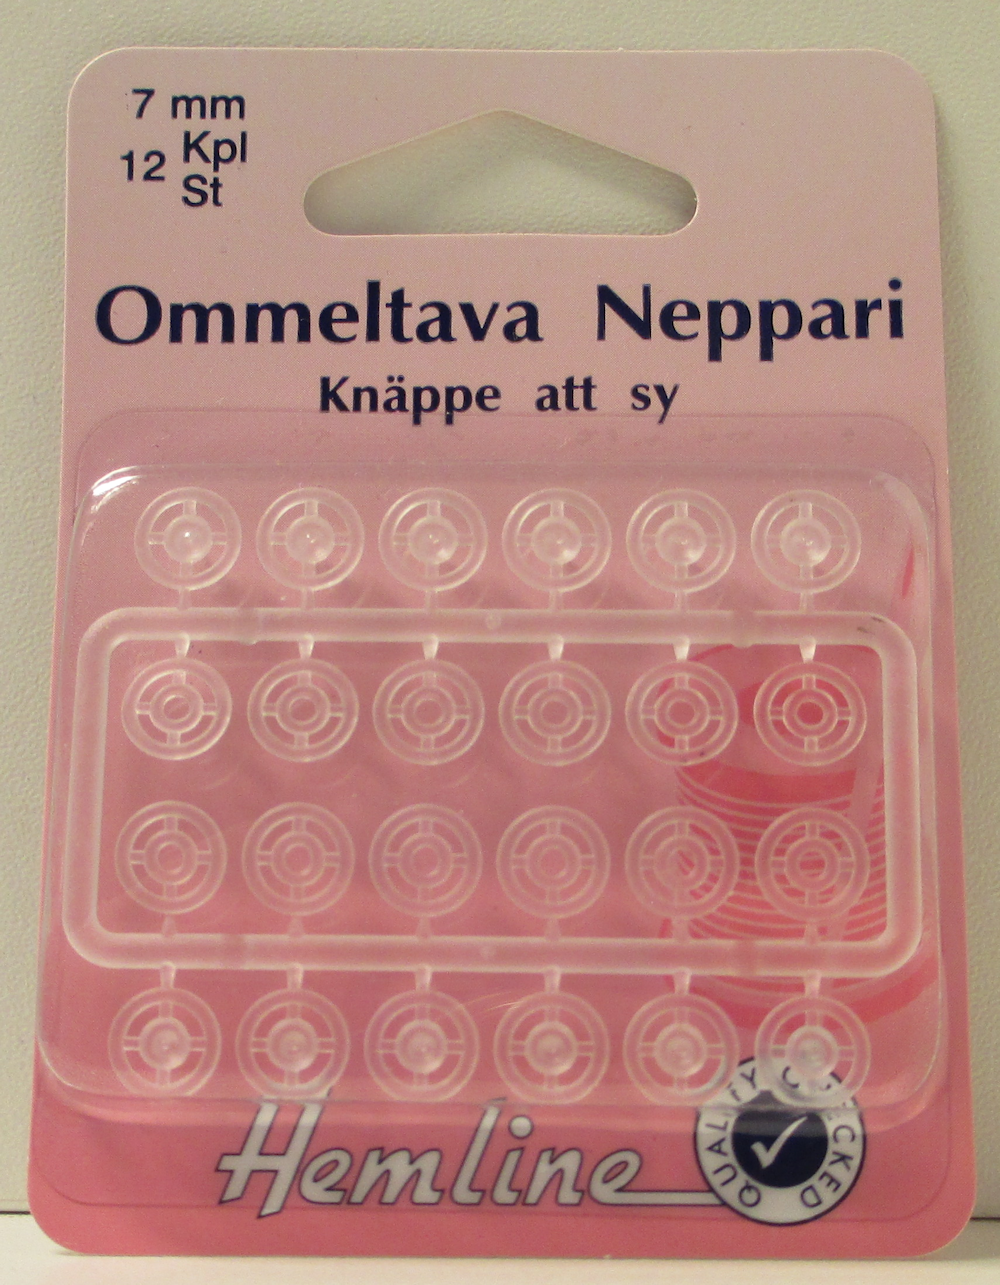 7 mm
12 Kpl
St
Ommeltava Neppari
Knäppe att sy
Hemline
QUALITY CHECKED